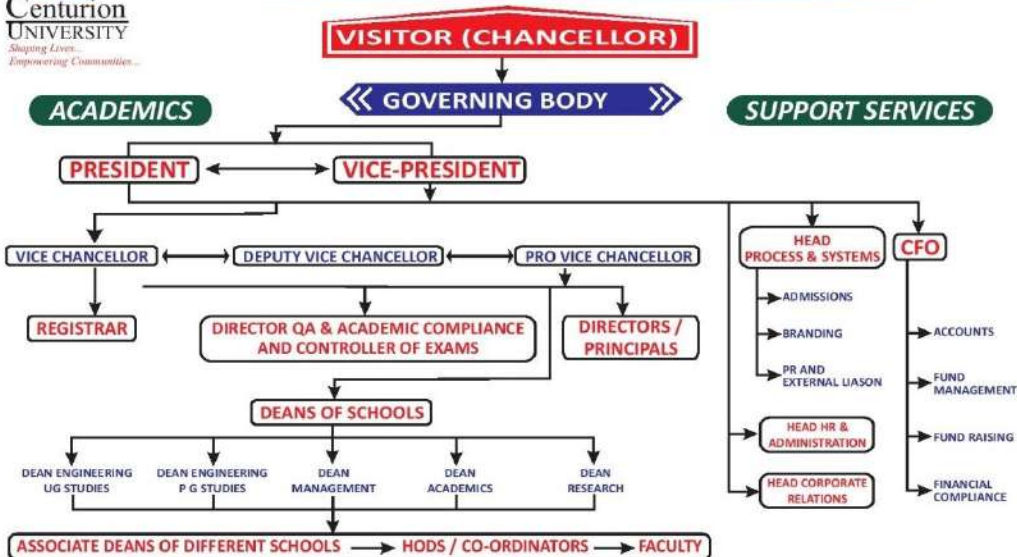 Centurion
UNIVERSITY
Shaping Lives...
Empowering Communities...
VISITOR (CHANCELLOR)
GOVERNING BODY
ACADEMICS
SUPPORT SERVICES
PRESIDENT
VICE-PRESIDENT
VICE CHANCELLOR
DEPUTY VICE CHANCELLOR
PRO VICE CHANCELLOR
HEAD
PROCESS & SYSTEMS
CFO
REGISTRAR
DIRECTOR QA & ACADEMIC COMPLIANCE
AND CONTROLLER OF EXAMS
DIRECTORS /
PRINCIPALS
ADMISSIONS
BRANDING
PR AND
EXTERNAL LIASON
ACCOUNTS
FUND
MANAGEMENT
FUND RAISING
FINANCIAL
COMPLIANCE
HEAD HR &
ADMINISTRATION
HEAD CORPORATE
RELATIONS
DEANS OF SCHOOLS
DEAN ENGINEERING
UG STUDIES
DEAN ENGINEERING
P G STUDIES
DEAN
MANAGEMENT
DEAN
ACADEMICS
DEAN
RESEARCH
ASSOCIATE DEANS OF DIFFERENT SCHOOLS
HODS / CO-ORDINATORS
FACULTY